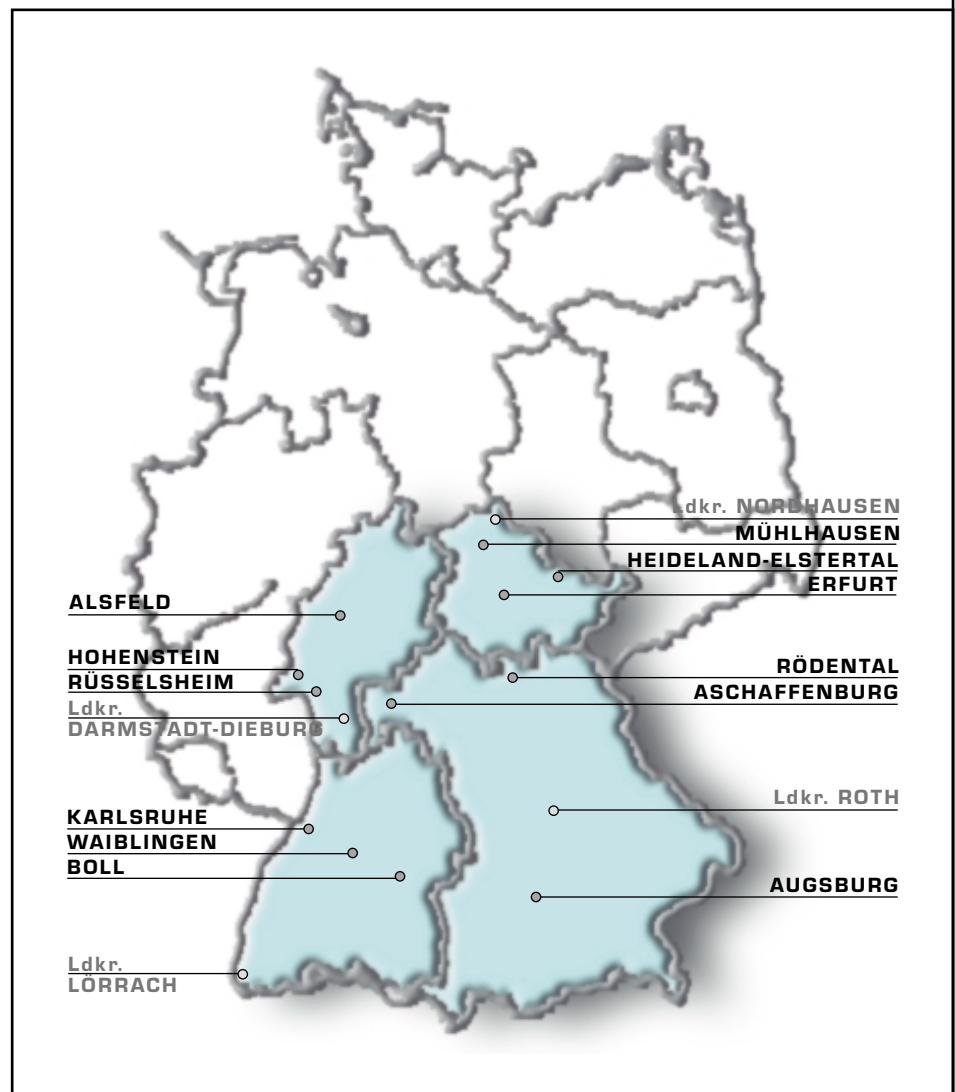 Ldkr. NORDHAUSEN
MÜHLHAUSEN
HEIDELAND-ELSTERTAL
ERFURT
ALSFELD
HOHENSTEIN
RÜSSELSHEIM
Ldkr.
DARMSTADT-DIEBURG
RÖDENTAL
ASCHAFFENBURG
Ldkr. ROTH
KARLSRUHE
WAIBLINGEN
BOLL
AUGSBURG
Ldkr.
LÖRRACH